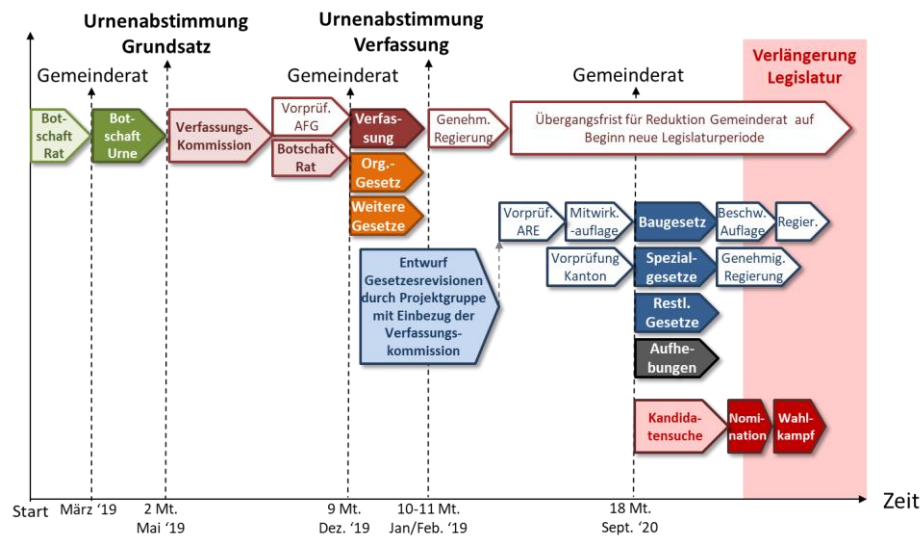 Urnenabstimmung
Grundsatz
Urnenabstimmung
Verfassung
Verlängerung
Legislatur
Gemeinderat
Gemeinderat
Gemeinderat
Bot-
schaft
Rat
Bot-
schaft
Urne
Verfassungs-
Kommission
Vorprüf.
AFG
Botschaft
Rat
Verfas-
sung
Genehm.
Regierung
Übergangsfrist für Reduktion Gemeinderat auf
Beginn neue Legislaturperiode
Org.-
Gesetz
Weitere
Gesetze
Vorprüf.
ARE
Mitwirk.
-auflage
Baugesetz
Beschw.
Auflage
Regier.
Vorprüfung
Kanton
Spezial-
gesetze
Genehmig.
Regierung
Entwurf
Gesetzesrevisionen
durch Projektgruppe
mit Einbezug der
Verfassungs-
kommission
Restl.
Gesetze
Aufhe-
bungen
Kandida-
tensuche
Nomi-
nation
Wahl-
kampf
Start
März ‘19
2 Mt.
Mai ‘19
9 Mt.
Dez. ‘19
10-11 Mt.
Jan/Feb. ‘19
18 Mt.
Sept. ‘20
Zeit